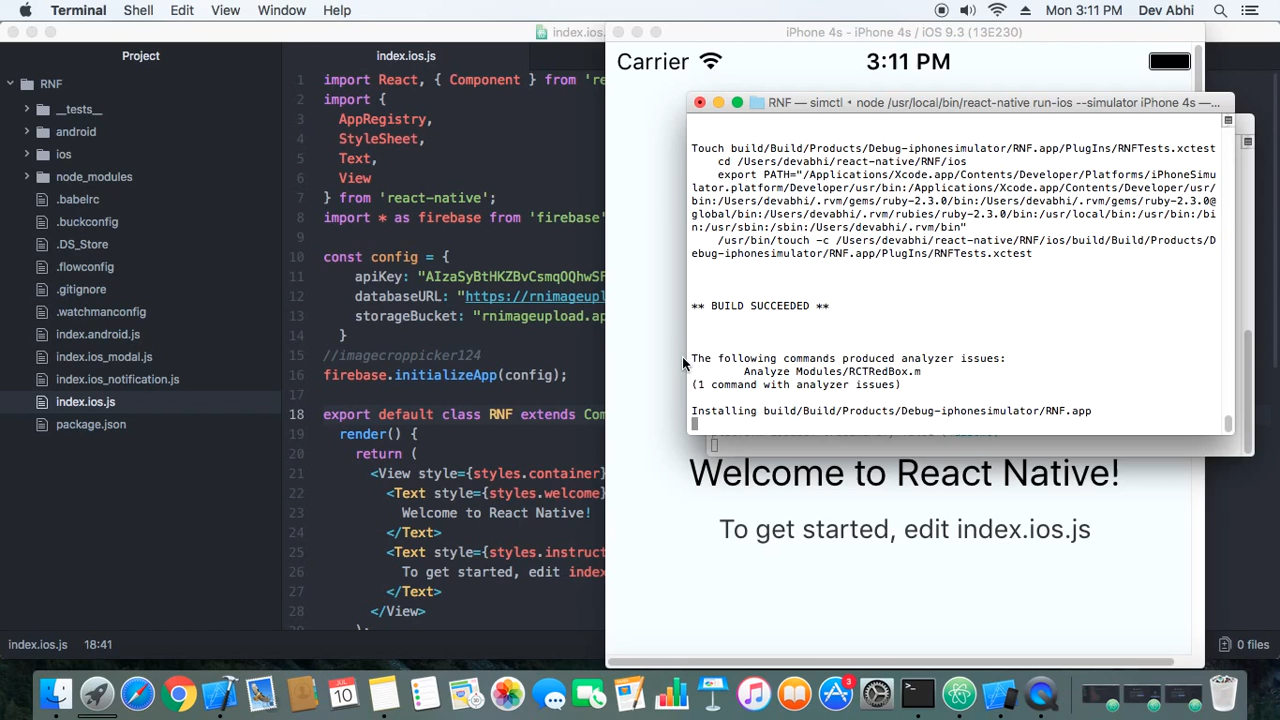 Terminal Shell Edit View Window Help Mon 3:11 PM Dev Abhi
index.ios.
iPhone 4s - iPhone 4s / iOS 9.3 (13E230)
Project
index.ios.js
RNF
__tests__
android
ios
node_modules
.babelrc
.buckconfig
.DS_Store
.flowconfig
.gitignore
.watchmanconfig
index.android.js
index.ios_modal.js
index.ios_notification.js
index.ios.js
package.json
1 import React, { Component } from 're
2 import {
3 AppRegistry,
4 StyleSheet,
5 Text,
6 View
7 } from 'react-native';
8 import * as firebase from 'firebase'
9
10 const config = {
11 apiKey: "AIzaSyBtHKZBvCsmqOQhwSF
12 databaseURL: "https://rnimageupl
13 storageBucket: "rnimageupload.ap
14 }
15 //imagecroppicker124
16 firebase.initializeApp(config);
17
18 export default class RNF extends Com
19 render() {
20 return (
21 <View style={styles.container}
22 <Text style={styles.welcome}
23 Welcome to React Native!
24 </Text>
25 <Text style={styles.instruct
26 To get started, edit index
27 </Text>
28 </View>
29 );
index.ios.js 18:41
0 files
Carrier 3:11 PM
RNF — simctl • node /usr/local/bin/react-native run-ios --simulator iPhone 4s —...
Touch build/Build/Products/Debug-iphonesimulator/RNF.app/PlugIns/RNFTests.xctest
cd /Users/devabhi/react-native/RNF/ios
export PATH="/Applications/Xcode.app/Contents/Developer/Platforms/iPhoneSimu
lator.platform/Developer/usr/bin:/Applications/Xcode.app/Contents/Developer/usr/
bin:/Users/devabhi/.rvm/gems/ruby-2.3.0/bin:/Users/devabhi/.rvm/gems/ruby-2.3.0@
global/bin:/Users/devabhi/.rvm/rubies/ruby-2.3.0/bin:/usr/local/bin:/usr/bin:/bi
n:/usr/sbin:/sbin:/Users/devabhi/.rvm/bin"
/usr/bin/touch -c /Users/devabhi/react-native/RNF/ios/build/Build/Products/D
ebug-iphonesimulator/RNF.app/PlugIns/RNFTests.xctest
** BUILD SUCCEEDED **
The following commands produced analyzer issues:
Analyze Modules/RCTRedBox.m
(1 command with analyzer issues)
Installing build/Build/Products/Debug-iphonesimulator/RNF.app
Welcome to React Native!
To get started, edit index.ios.js
JUL
10
3